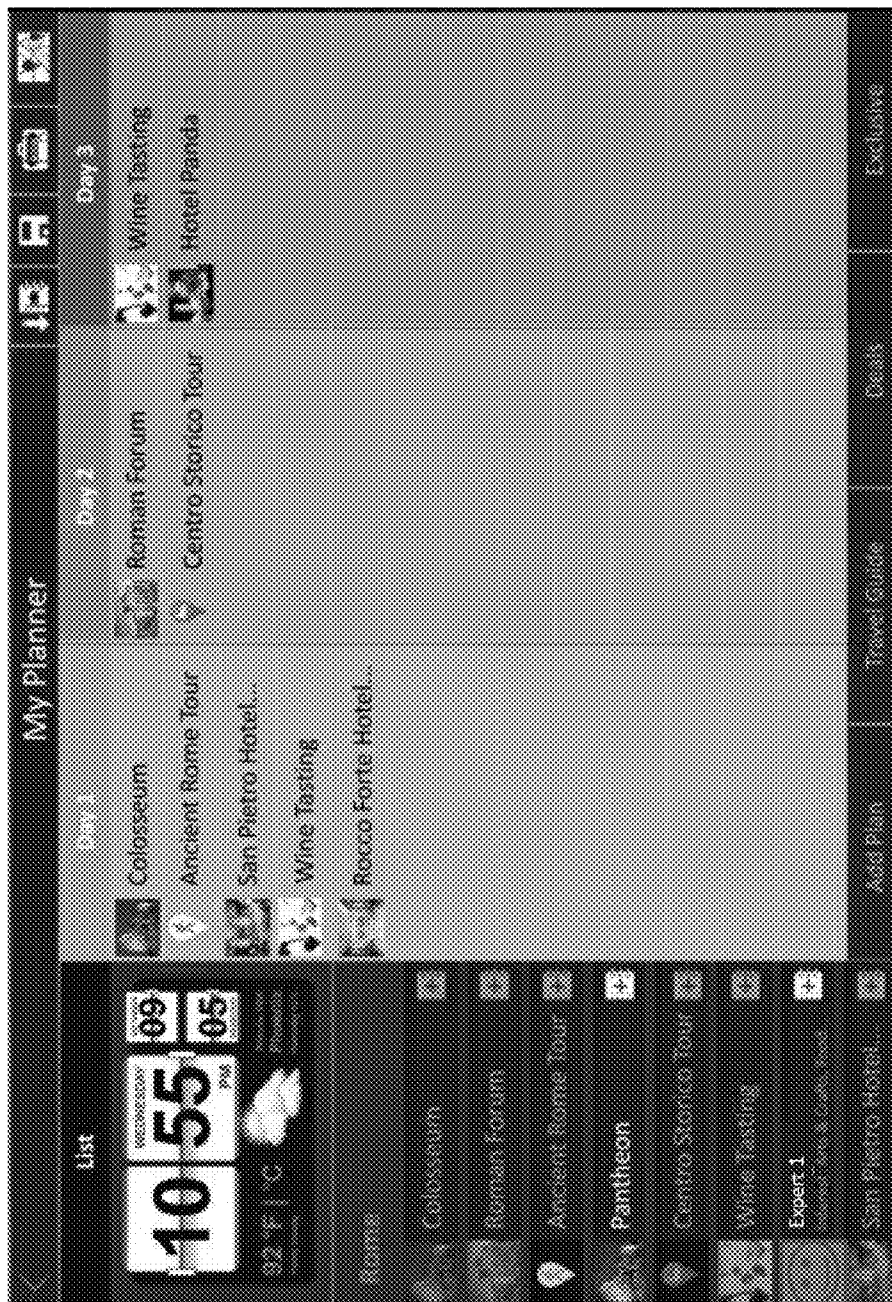 My Planner
List
Day 1
Day 2
Day 3
10 55
PM
09
05
92 °F | °C
Rome
Colosseum
Roman Forum
Ancient Rome Tour
Pantheon
Centro Storico Tour
Wine Tasting
Expert 1
San Pietro Hotel...
Colosseum
Ancient Rome Tour
San Pietro Hotel...
Wine Tasting
Rocco Forte Hotel...
Roman Forum
Centro Storico Tour
Wine Tasting
Hotel Panda
Add Plan
Travel Guide
Deals
Exclusive